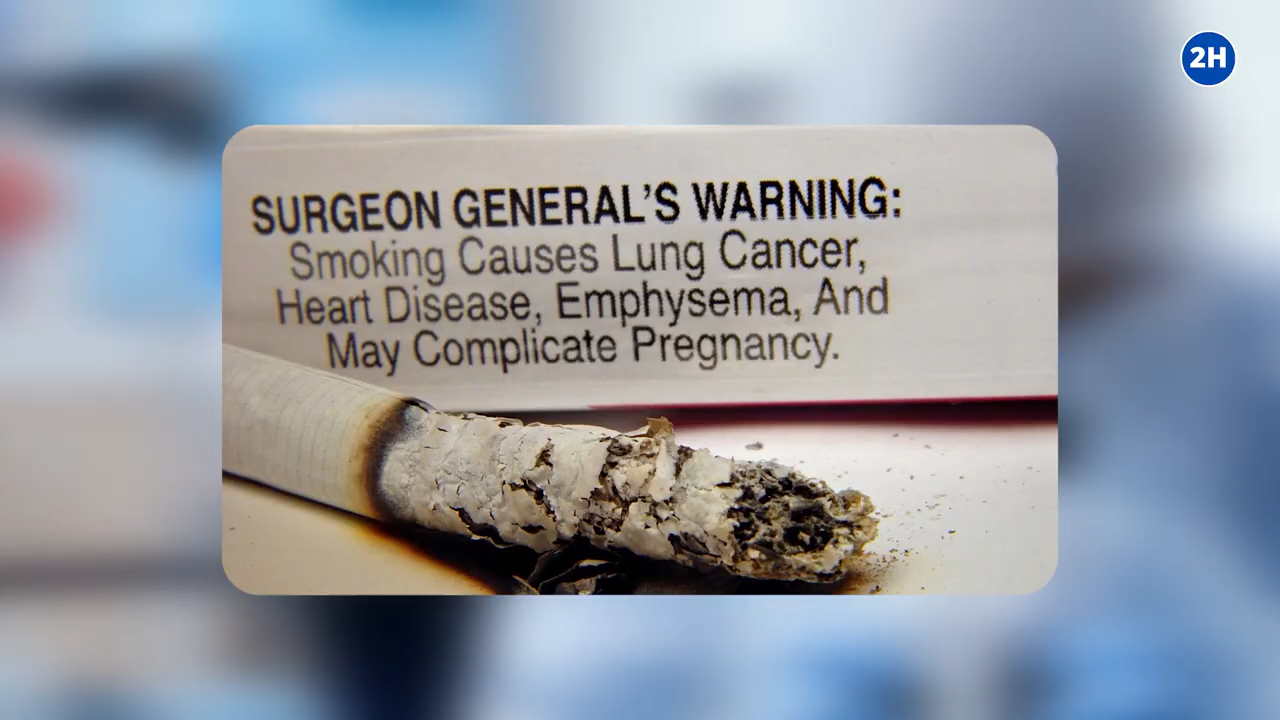 2H
SURGEON GENERAL'S WARNING:
Smoking Causes Lung Cancer,
Heart Disease, Emphysema, And
May Complicate Pregnancy.